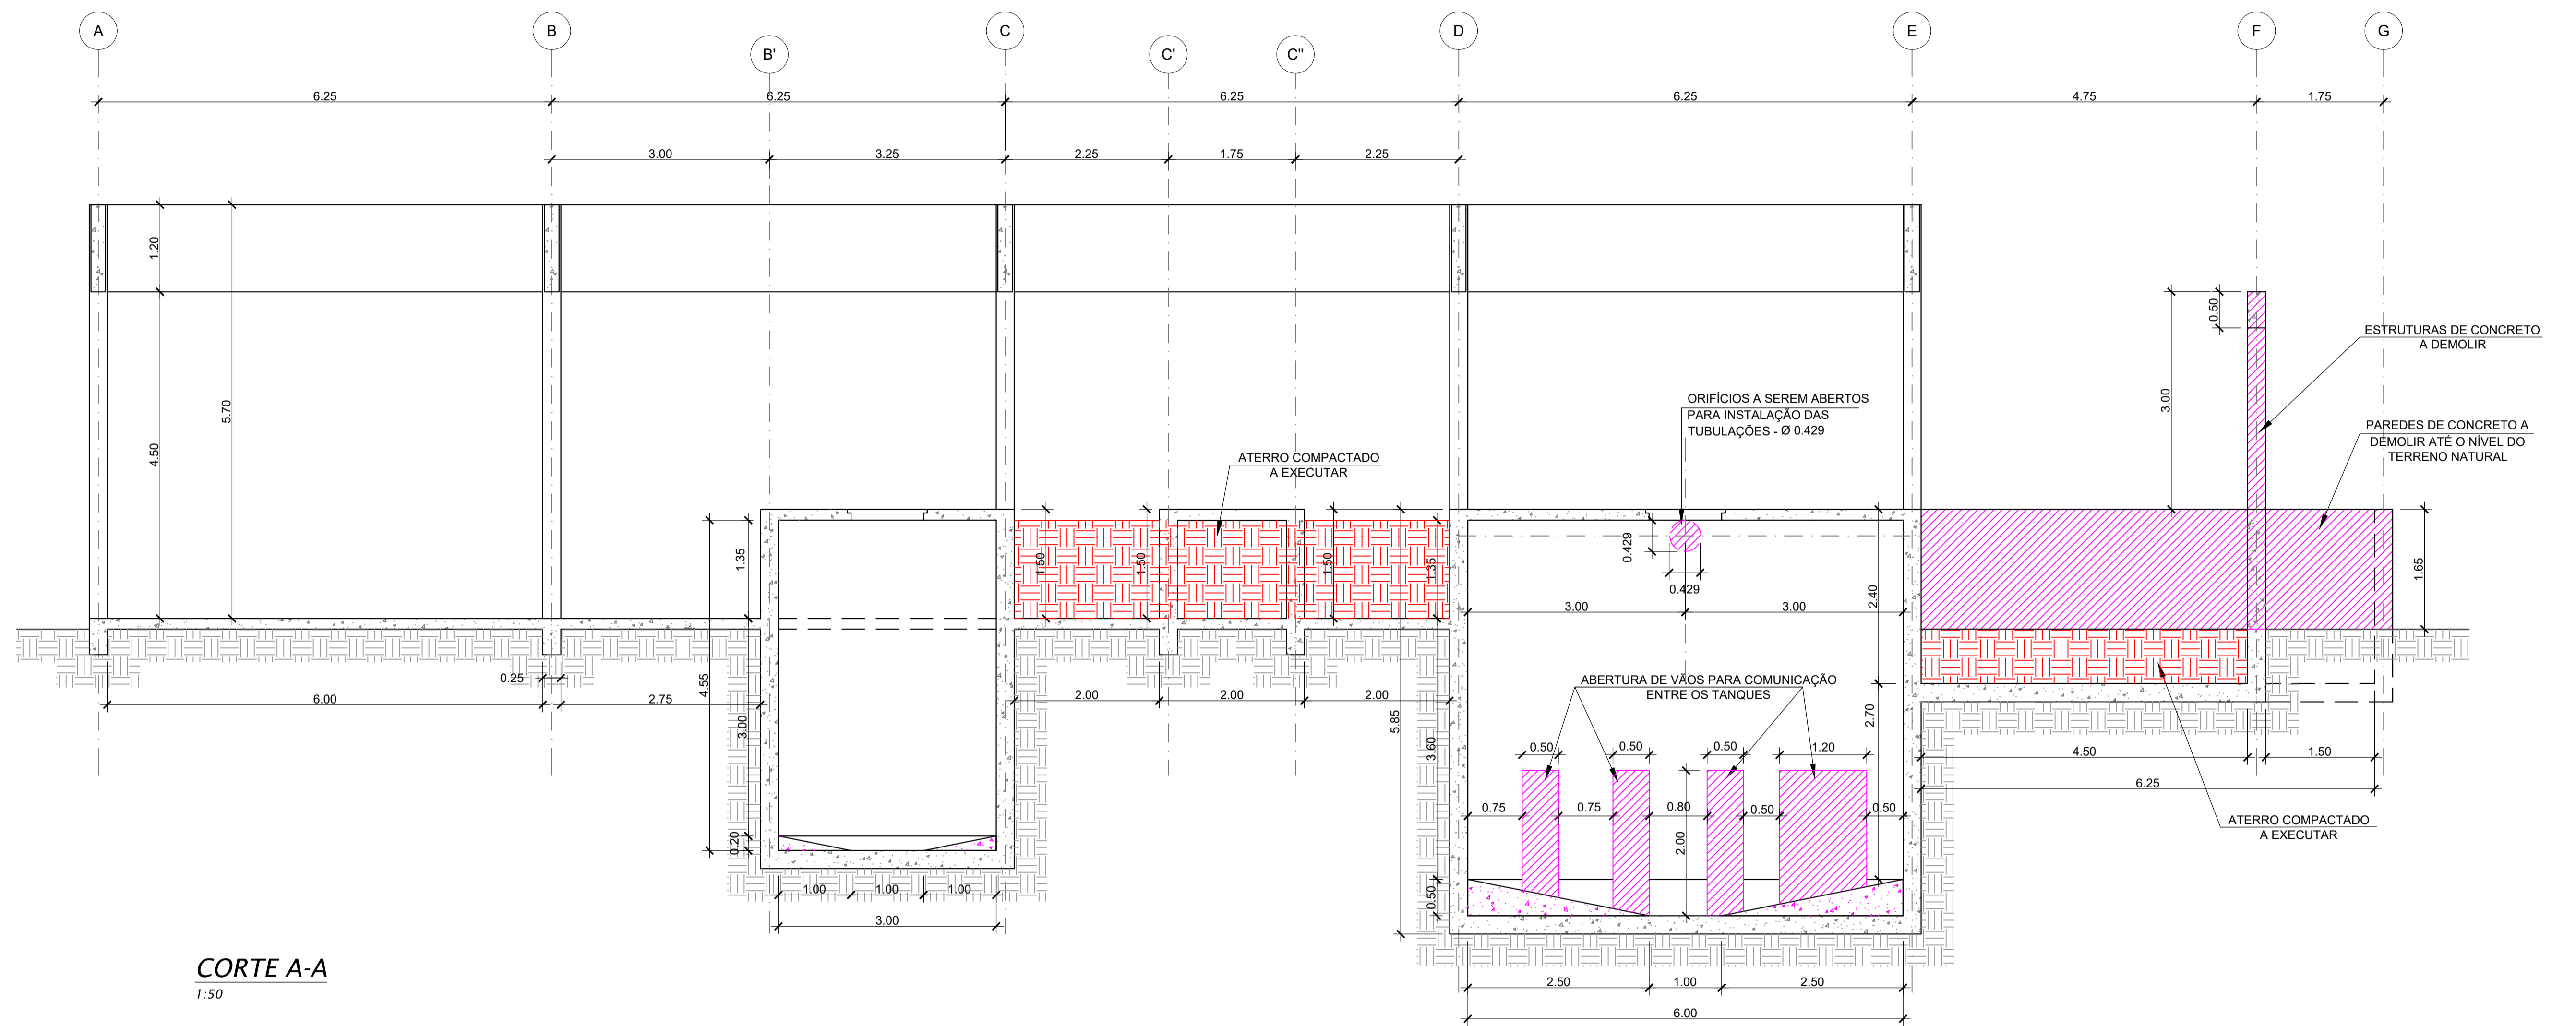 A
B
B'
C
C'
C"
D
E
F
G
6.25
6.25
6.25
6.25
4.75
1.75
3.00
3.25
2.25
1.75
2.25
1.20
4.50
5.70
0.50
3.00
ESTRUTURAS DE CONCRETO
A DEMOLIR
ORIFÍCIOS A SEREM ABERTOS
PARA INSTALAÇÃO DAS
TUBULAÇÕES - Ø 0.429
PAREDES DE CONCRETO A
DEMOLIR ATÉ O NÍVEL DO
TERRENO NATURAL
ATERRO COMPACTADO
A EXECUTAR
1.35
1.50
1.50
1.50
1.35
0.429
0.429
3.00
3.00
2.40
1.65
0.25
6.00
2.75
4.55
3.00
0.20
2.00
2.00
2.00
5.85
3.60
0.50
ABERTURA DE VÃOS PARA COMUNICAÇÃO
ENTRE OS TANQUES
2.70
0.50
0.50
0.50
1.20
0.75
0.75
0.80
0.50
0.50
2.00
4.50
1.50
6.25
ATERRO COMPACTADO
A EXECUTAR
1.00
1.00
1.00
3.00
2.50
1.00
2.50
6.00
CORTE A-A
1:50